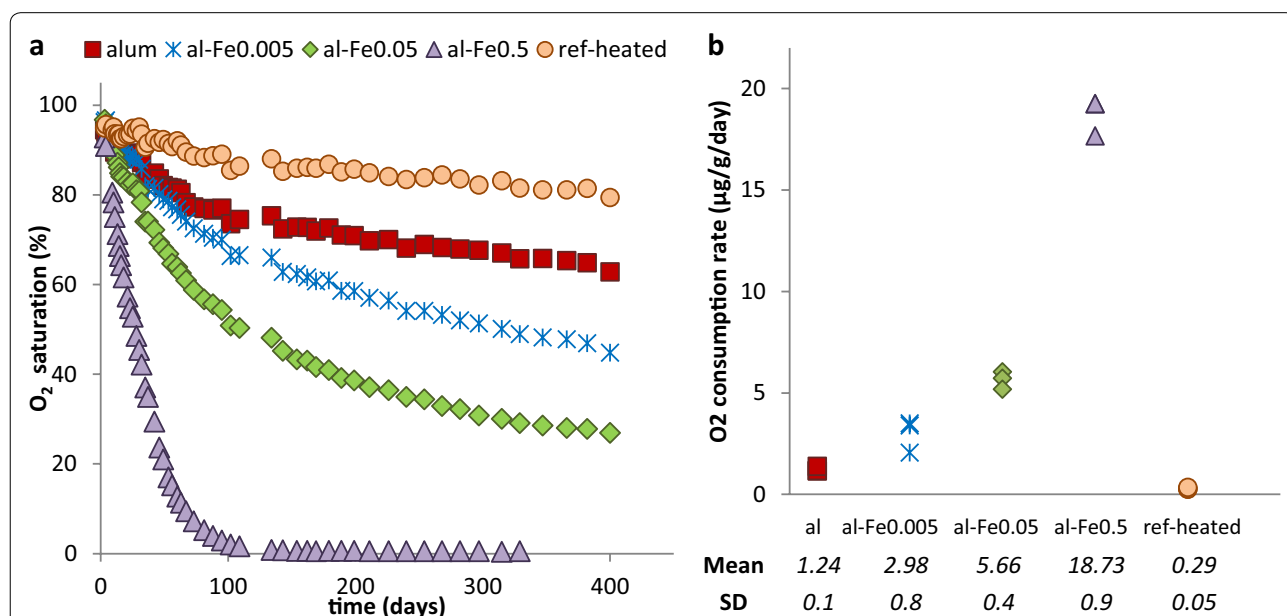 a
alum al-Fe0.005 al-Fe0.05 al-Fe0.5 ref-heated
100
80
60
40
20
0
O2 saturation (%)
0 100 200 300 400
time (days)
b
20
15
10
5
0
O2 consumption rate (μg/g/day)
al al-Fe0.005 al-Fe0.05 al-Fe0.5 ref-heated
Mean 1.24 2.98 5.66 18.73 0.29
SD 0.1 0.8 0.4 0.9 0.05